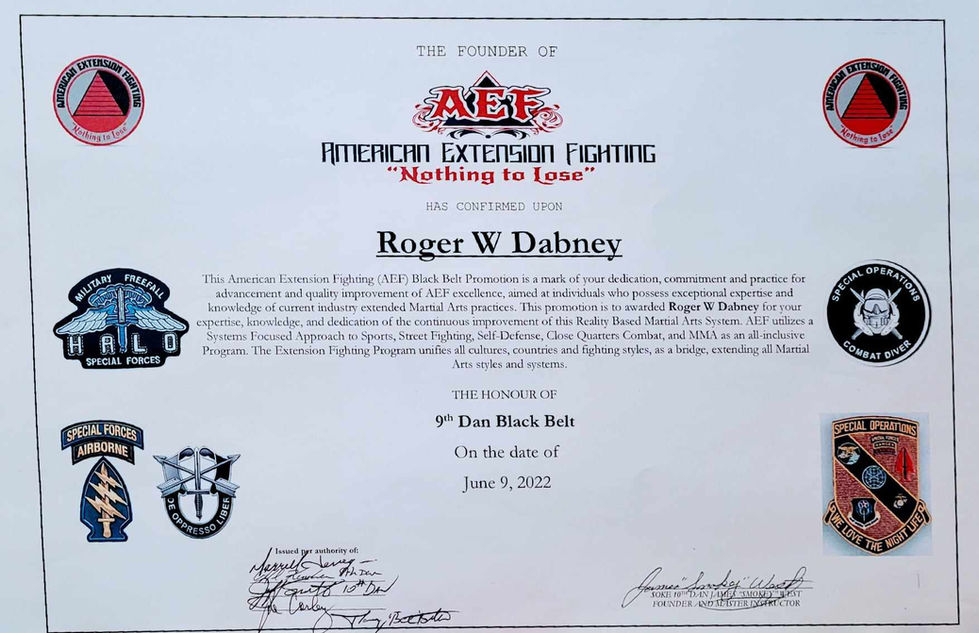 THE FOUNDER OF
AMERICAN EXTENSION FIGHTING
Nothing to Lose
AEF
AMERICAN EXTENSION FIGHTING
Nothing to Lose
AMERICAN EXTENSION FIGHTING
"Nothing to Lose"
HAS CONFIRMED UPON
Roger W Dabney
This American Extension Fighting (AEF) Black Belt Promotion is a mark of your dedication, commitment and practice for
advancement and quality improvement of AEF excellence, aimed at individuals who possess exceptional expertise and
knowledge of current industry extended Martial Arts practices. This promotion is to awarded Roger W Dabney for your
expertise, knowledge, and dedication of the continuous improvement of this Reality Based Martial Arts System. AEF utilizes a
Systems Focused Approach to Sports, Street Fighting, Self-Defense, Close Quarters Combat, and MMA as an all-inclusive
Program. The Extension Fighting Program unifies all cultures, countries and fighting styles, as a bridge, extending all Martial
Arts styles and systems.
MILITARY FREEFALL
HALO
SPECIAL FORCES
SPECIAL OPERATIONS
COMBAT DIVER
THE HONOUR OF
9th Dan Black Belt
On the date of
June 9, 2022
SPECIAL FORCES
AIRBORNE
DE OPPRESSO LIBER
SPECIAL OPERATIONS
SPECIAL FORCES
RANGER
WE LOVE THE NIGHT LIFE
Issued per authority of:
10th Dan
James "Smokey" West
SOKE 10TH DAN JAMES "SMOKEY" WEST
FOUNDER AND MASTER INSTRUCTOR